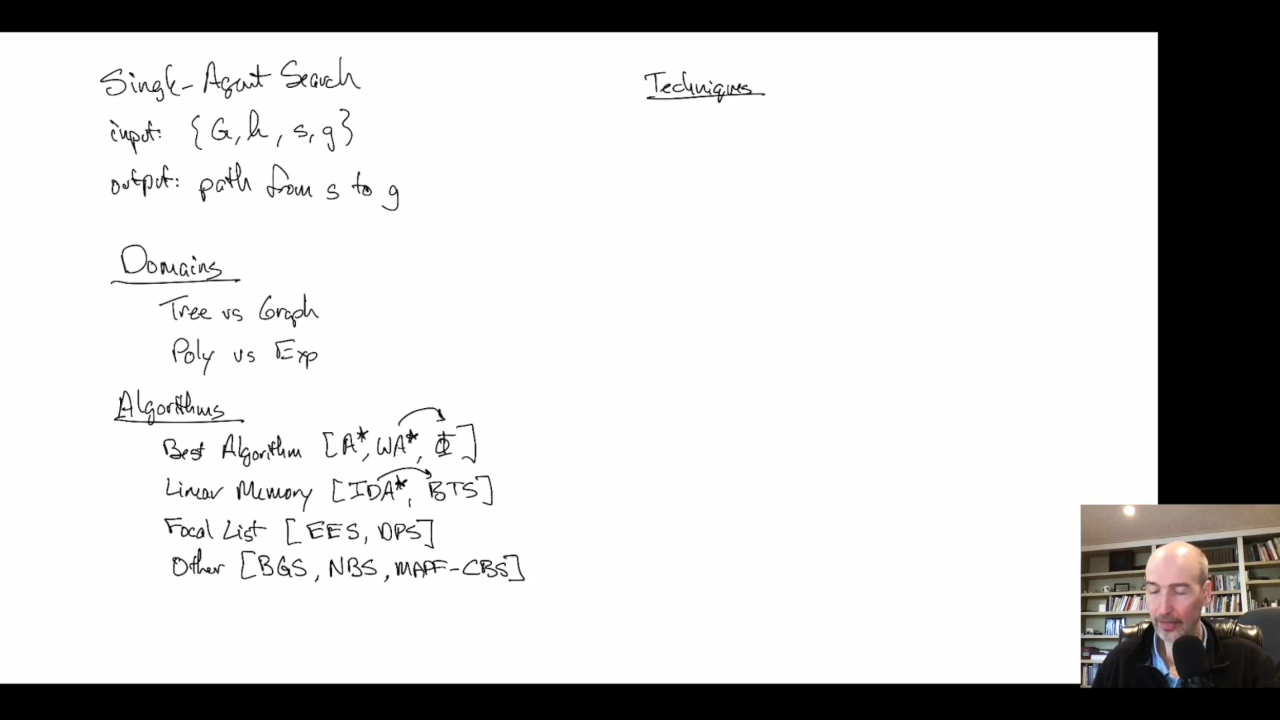 Single-Agent Search
input: {G, h, s, g}
output: path from s to g
Domains
Tree vs Graph
Poly vs Exp
Algorithms
Best Algorithm [A*, WA*, Φ]
Linear Memory [IDA*, BTS]
Focal List [EES, DPS]
Other [BGS, NBS, MAPF-CBS]
Techniques